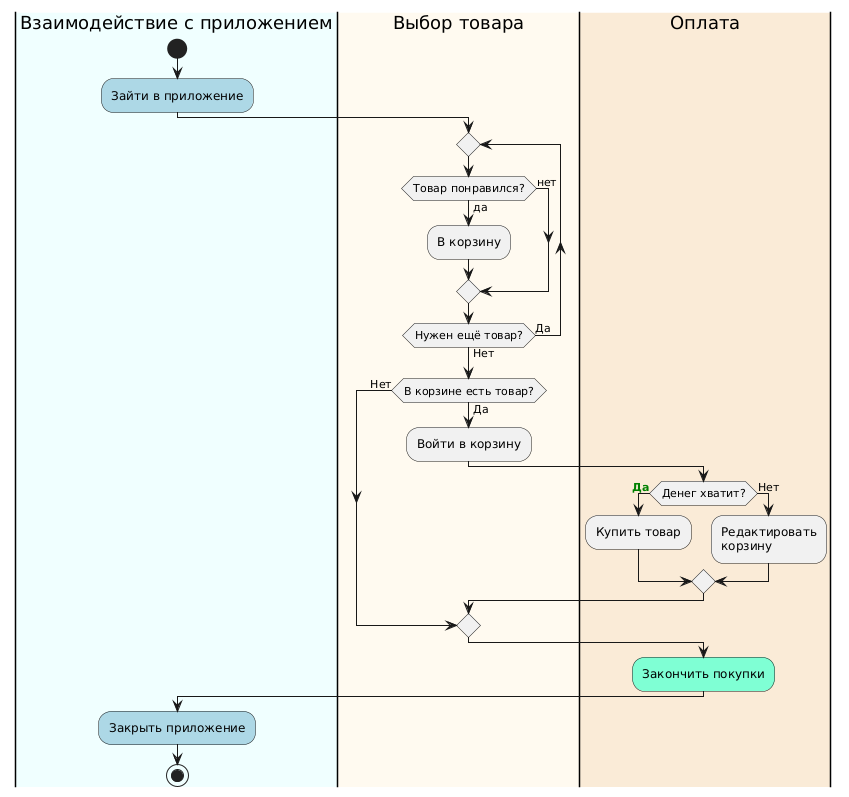 Взаимодействие с приложением
Выбор товара
Оплата
Зайти в приложение
Товар понравился?
нет
да
В корзину
Нужен ещё товар?
Да
Нет
В корзине есть товар?
Нет
Да
Войти в корзину
Денег хватит?
Да
Нет
Купить товар
Редактировать
корзину
Закончить покупки
Закрыть приложение